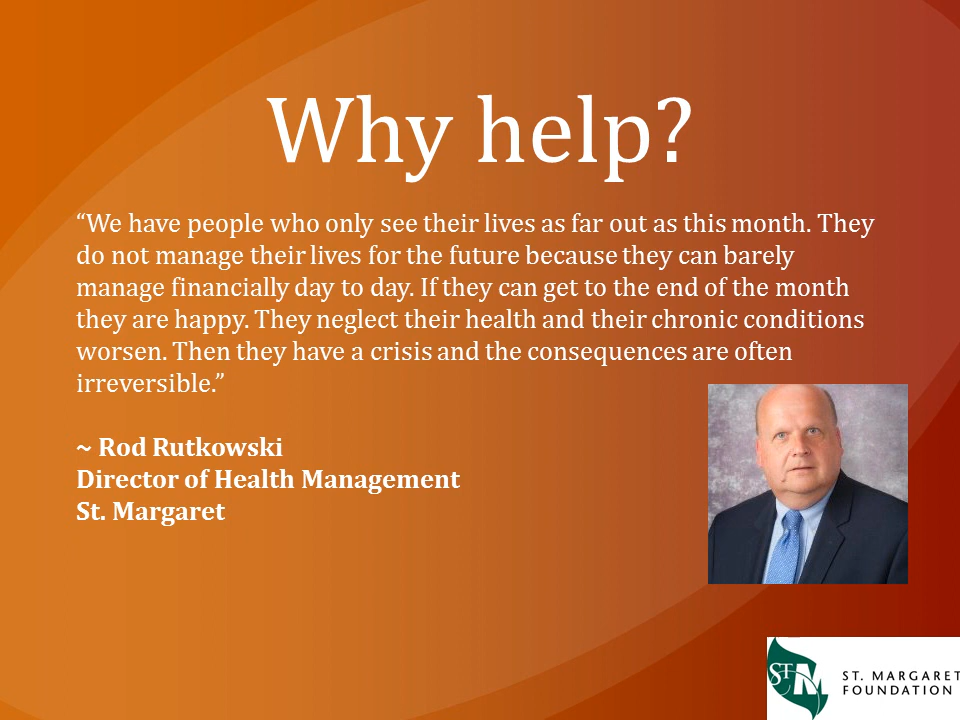 Why help?
“We have people who only see their lives as far out as this month. They
do not manage their lives for the future because they can barely
manage financially day to day. If they can get to the end of the month
they are happy. They neglect their health and their chronic conditions
worsen. Then they have a crisis and the consequences are often
irreversible.”
~ Rod Rutkowski
Director of Health Management
St. Margaret
STM
ST. MARGARET
FOUNDATION